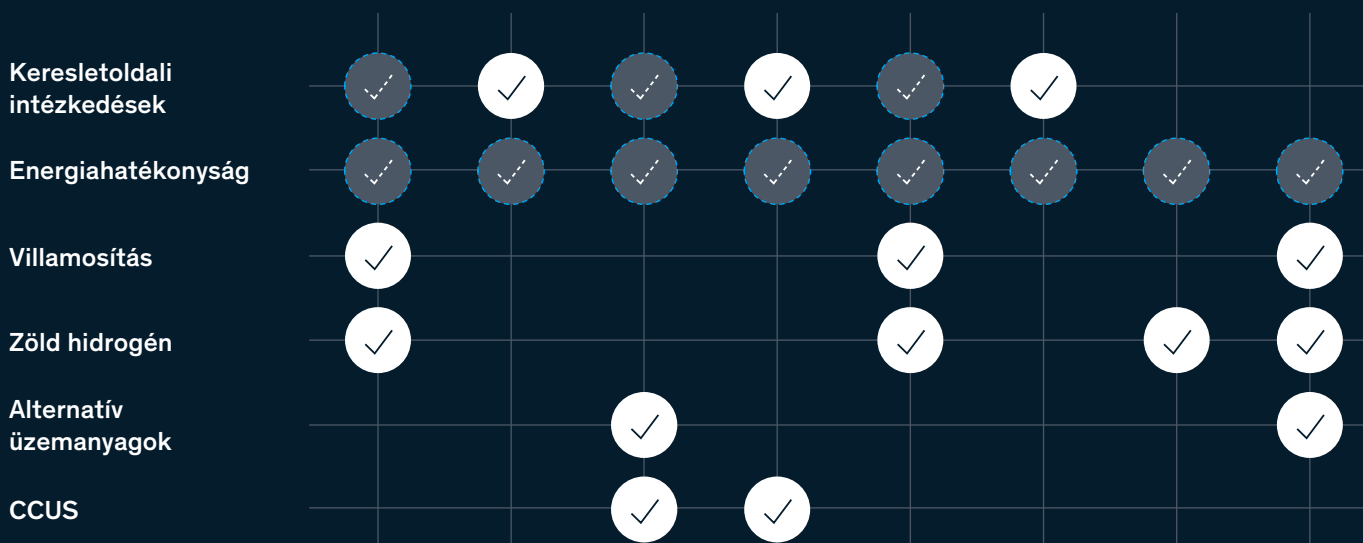 Keresletoldali
intézkedések
Energiahatékonyság
Villamosítás
Zöld hidrogén
Alternatív
üzemanyagok
CCUS